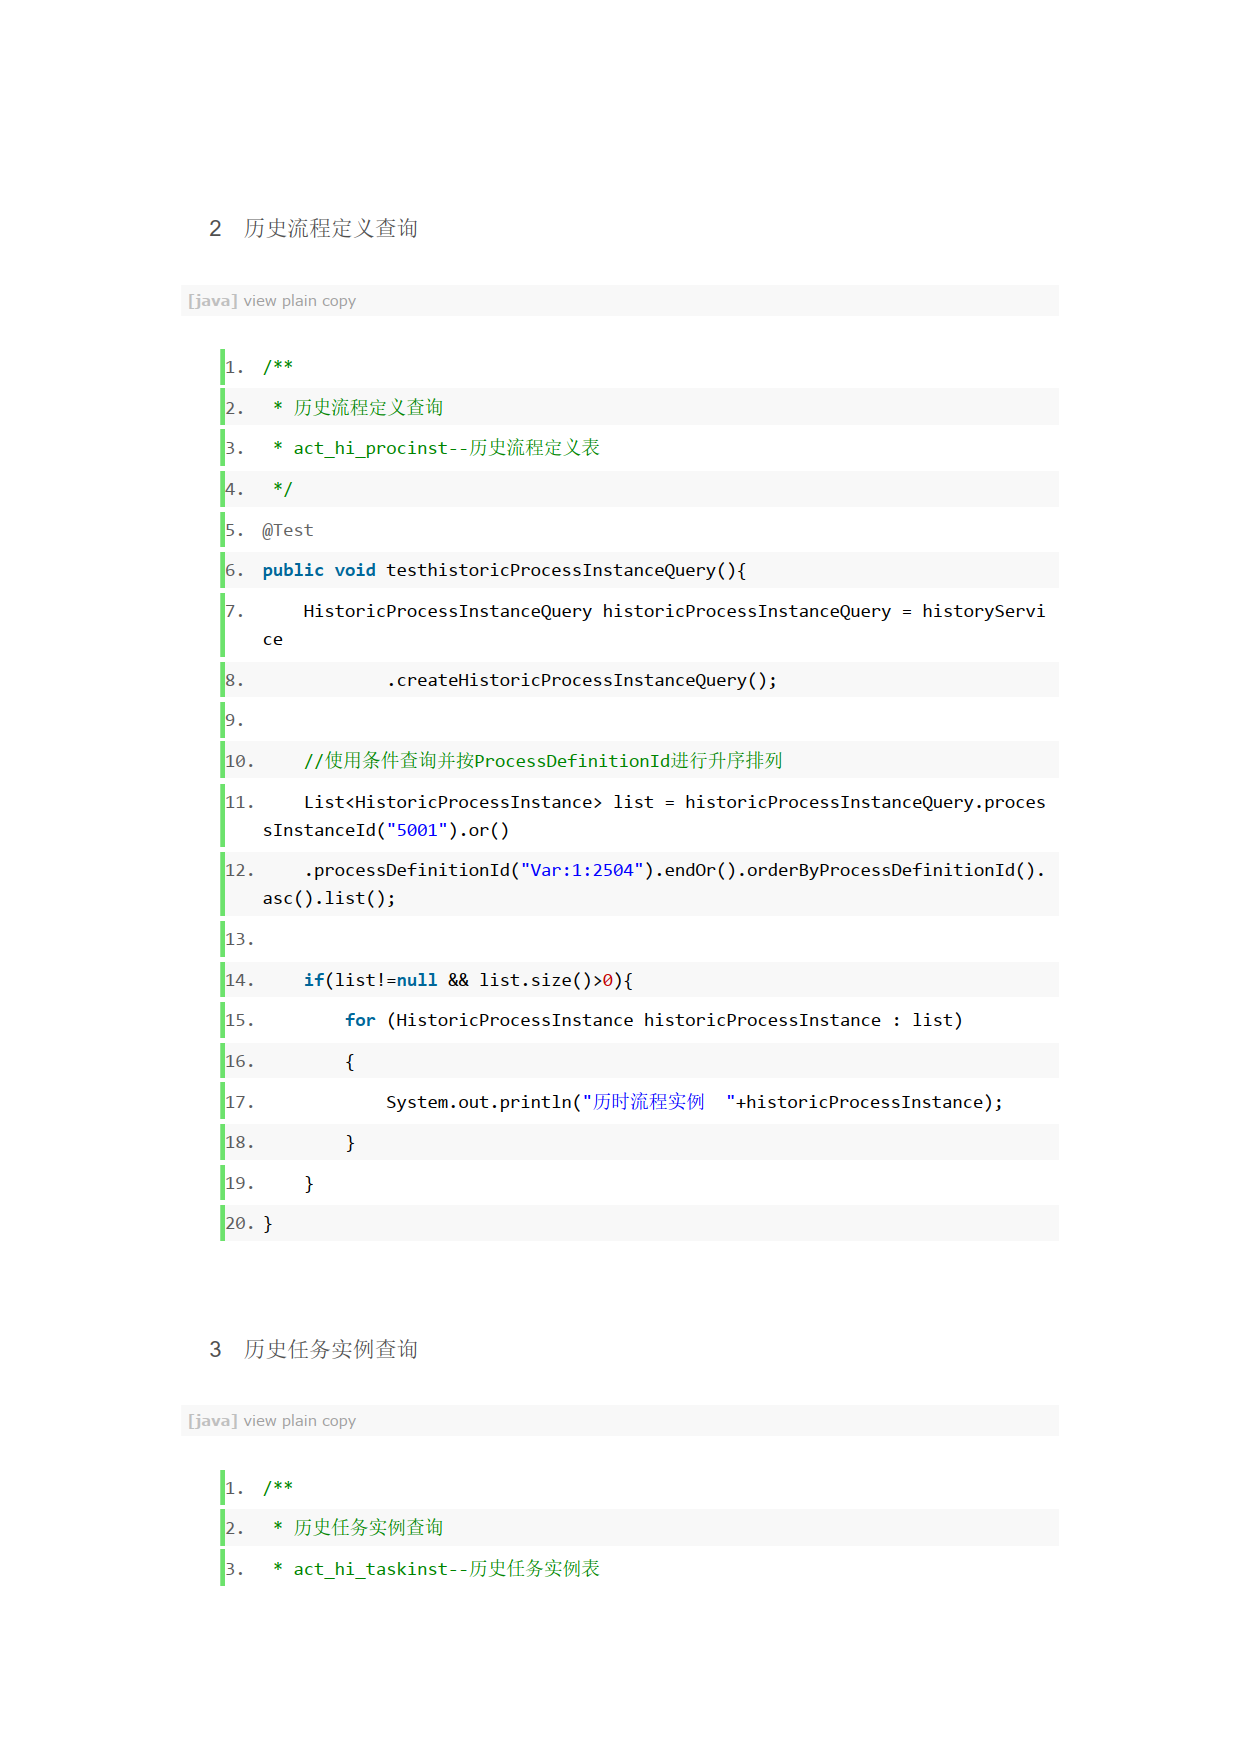 2　历史流程定义查询
[java] view plain copy
1. /**
2.  * 历史流程定义查询
3.  * act_hi_procinst--历史流程定义表
4.  */
5. @Test
6. public void testhistoricProcessInstanceQuery(){
7.     HistoricProcessInstanceQuery historicProcessInstanceQuery = historyServi
ce
8.             .createHistoricProcessInstanceQuery();
9.
10.     //使用条件查询并按ProcessDefinitionId进行升序排列
11.     List<HistoricProcessInstance> list = historicProcessInstanceQuery.proces
sInstanceId("5001").or()
12.     .processDefinitionId("Var:1:2504").endOr().orderByProcessDefinitionId().
asc().list();
13.
14.     if(list!=null && list.size()>0){
15.         for (HistoricProcessInstance historicProcessInstance : list)
16.         {
17.             System.out.println("历时流程实例  "+historicProcessInstance);
18.         }
19.     }
20. }
3　历史任务实例查询
[java] view plain copy
1. /**
2.  * 历史任务实例查询
3.  * act_hi_taskinst--历史任务实例表